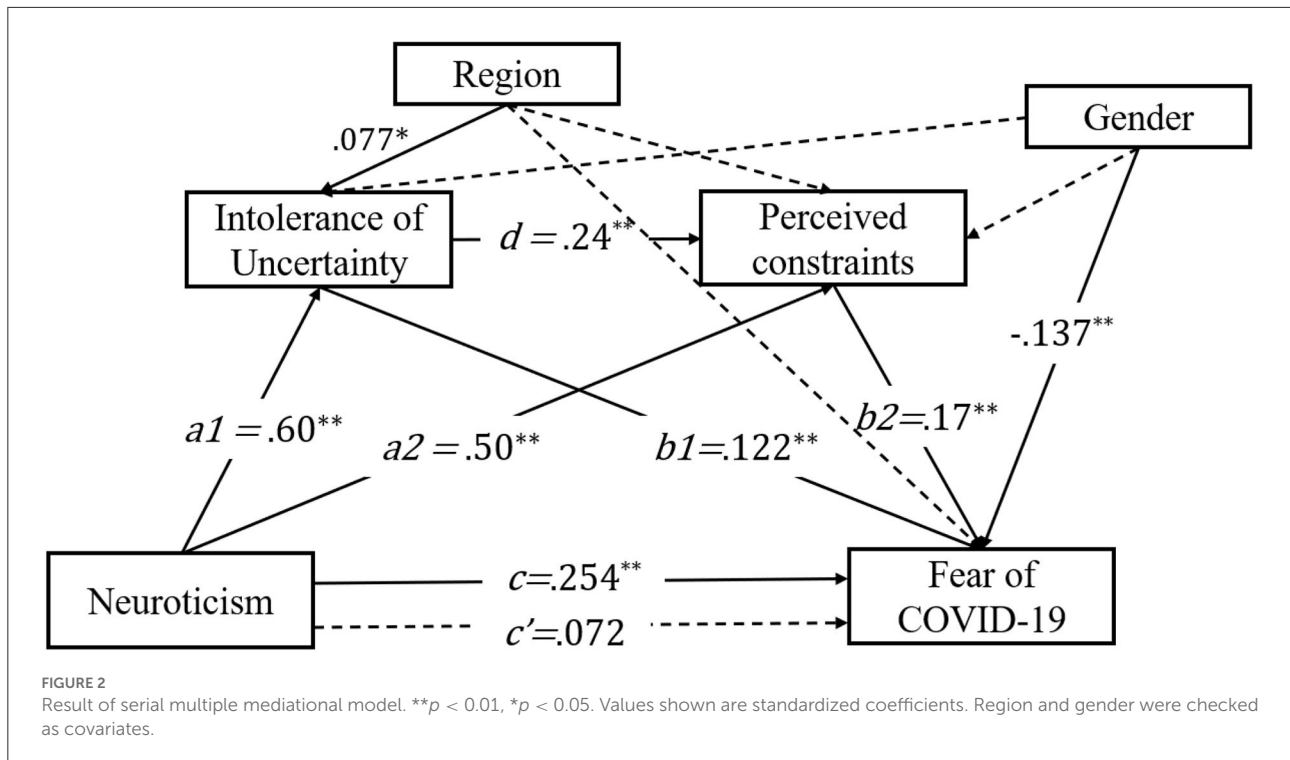 Region
Gender
.077*
Intolerance of
Uncertainty
d = .24**
Perceived
constraints
-.137**
a1 = .60**
a2 = .50**
b1=.122**
b2=.17**
Neuroticism
c=.254**
c'=.072
Fear of
COVID-19
FIGURE 2
Result of serial multiple mediational model. **p < 0.01, *p < 0.05. Values shown are standardized coefficients. Region and gender were checked
as covariates.